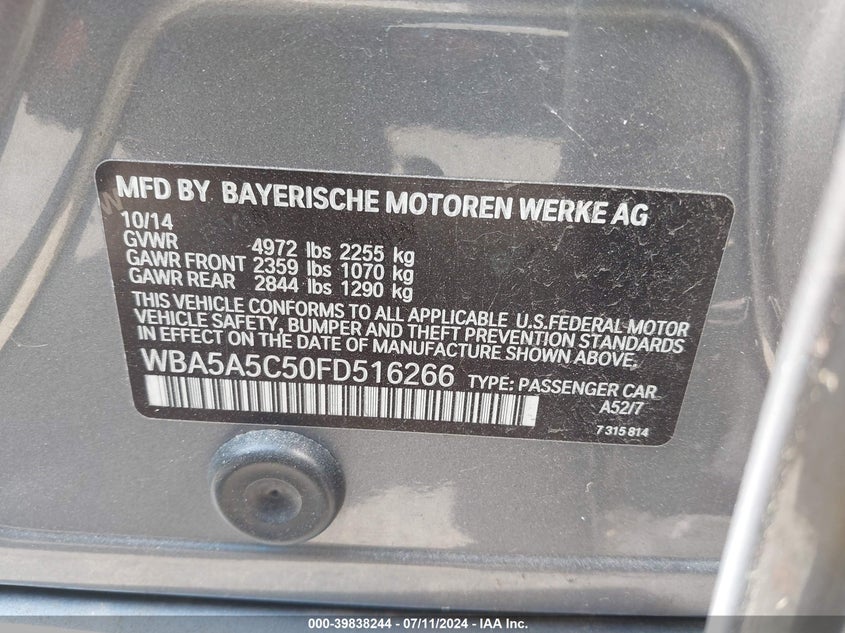 MFD BY BAYERISCHE MOTOREN WERKE AG
10/14
GVWR 4972 lbs 2255 kg
GAWR FRONT 2359 lbs 1070 kg
GAWR REAR 2844 lbs 1290 kg
THIS VEHICLE CONFORMS TO ALL APPLICABLE U.S.FEDERAL MOTOR
VEHICLE SAFETY, BUMPER AND THEFT PREVENTION STANDARDS
IN EFFECT ON THE DATE OF MANUFACTURE SHOWN ABOVE.
WBA5A5C50FD516266 TYPE: PASSENGER CAR
A52/7
7 315 814
000-39838244 / 07/11/2024 - IAA Inc.